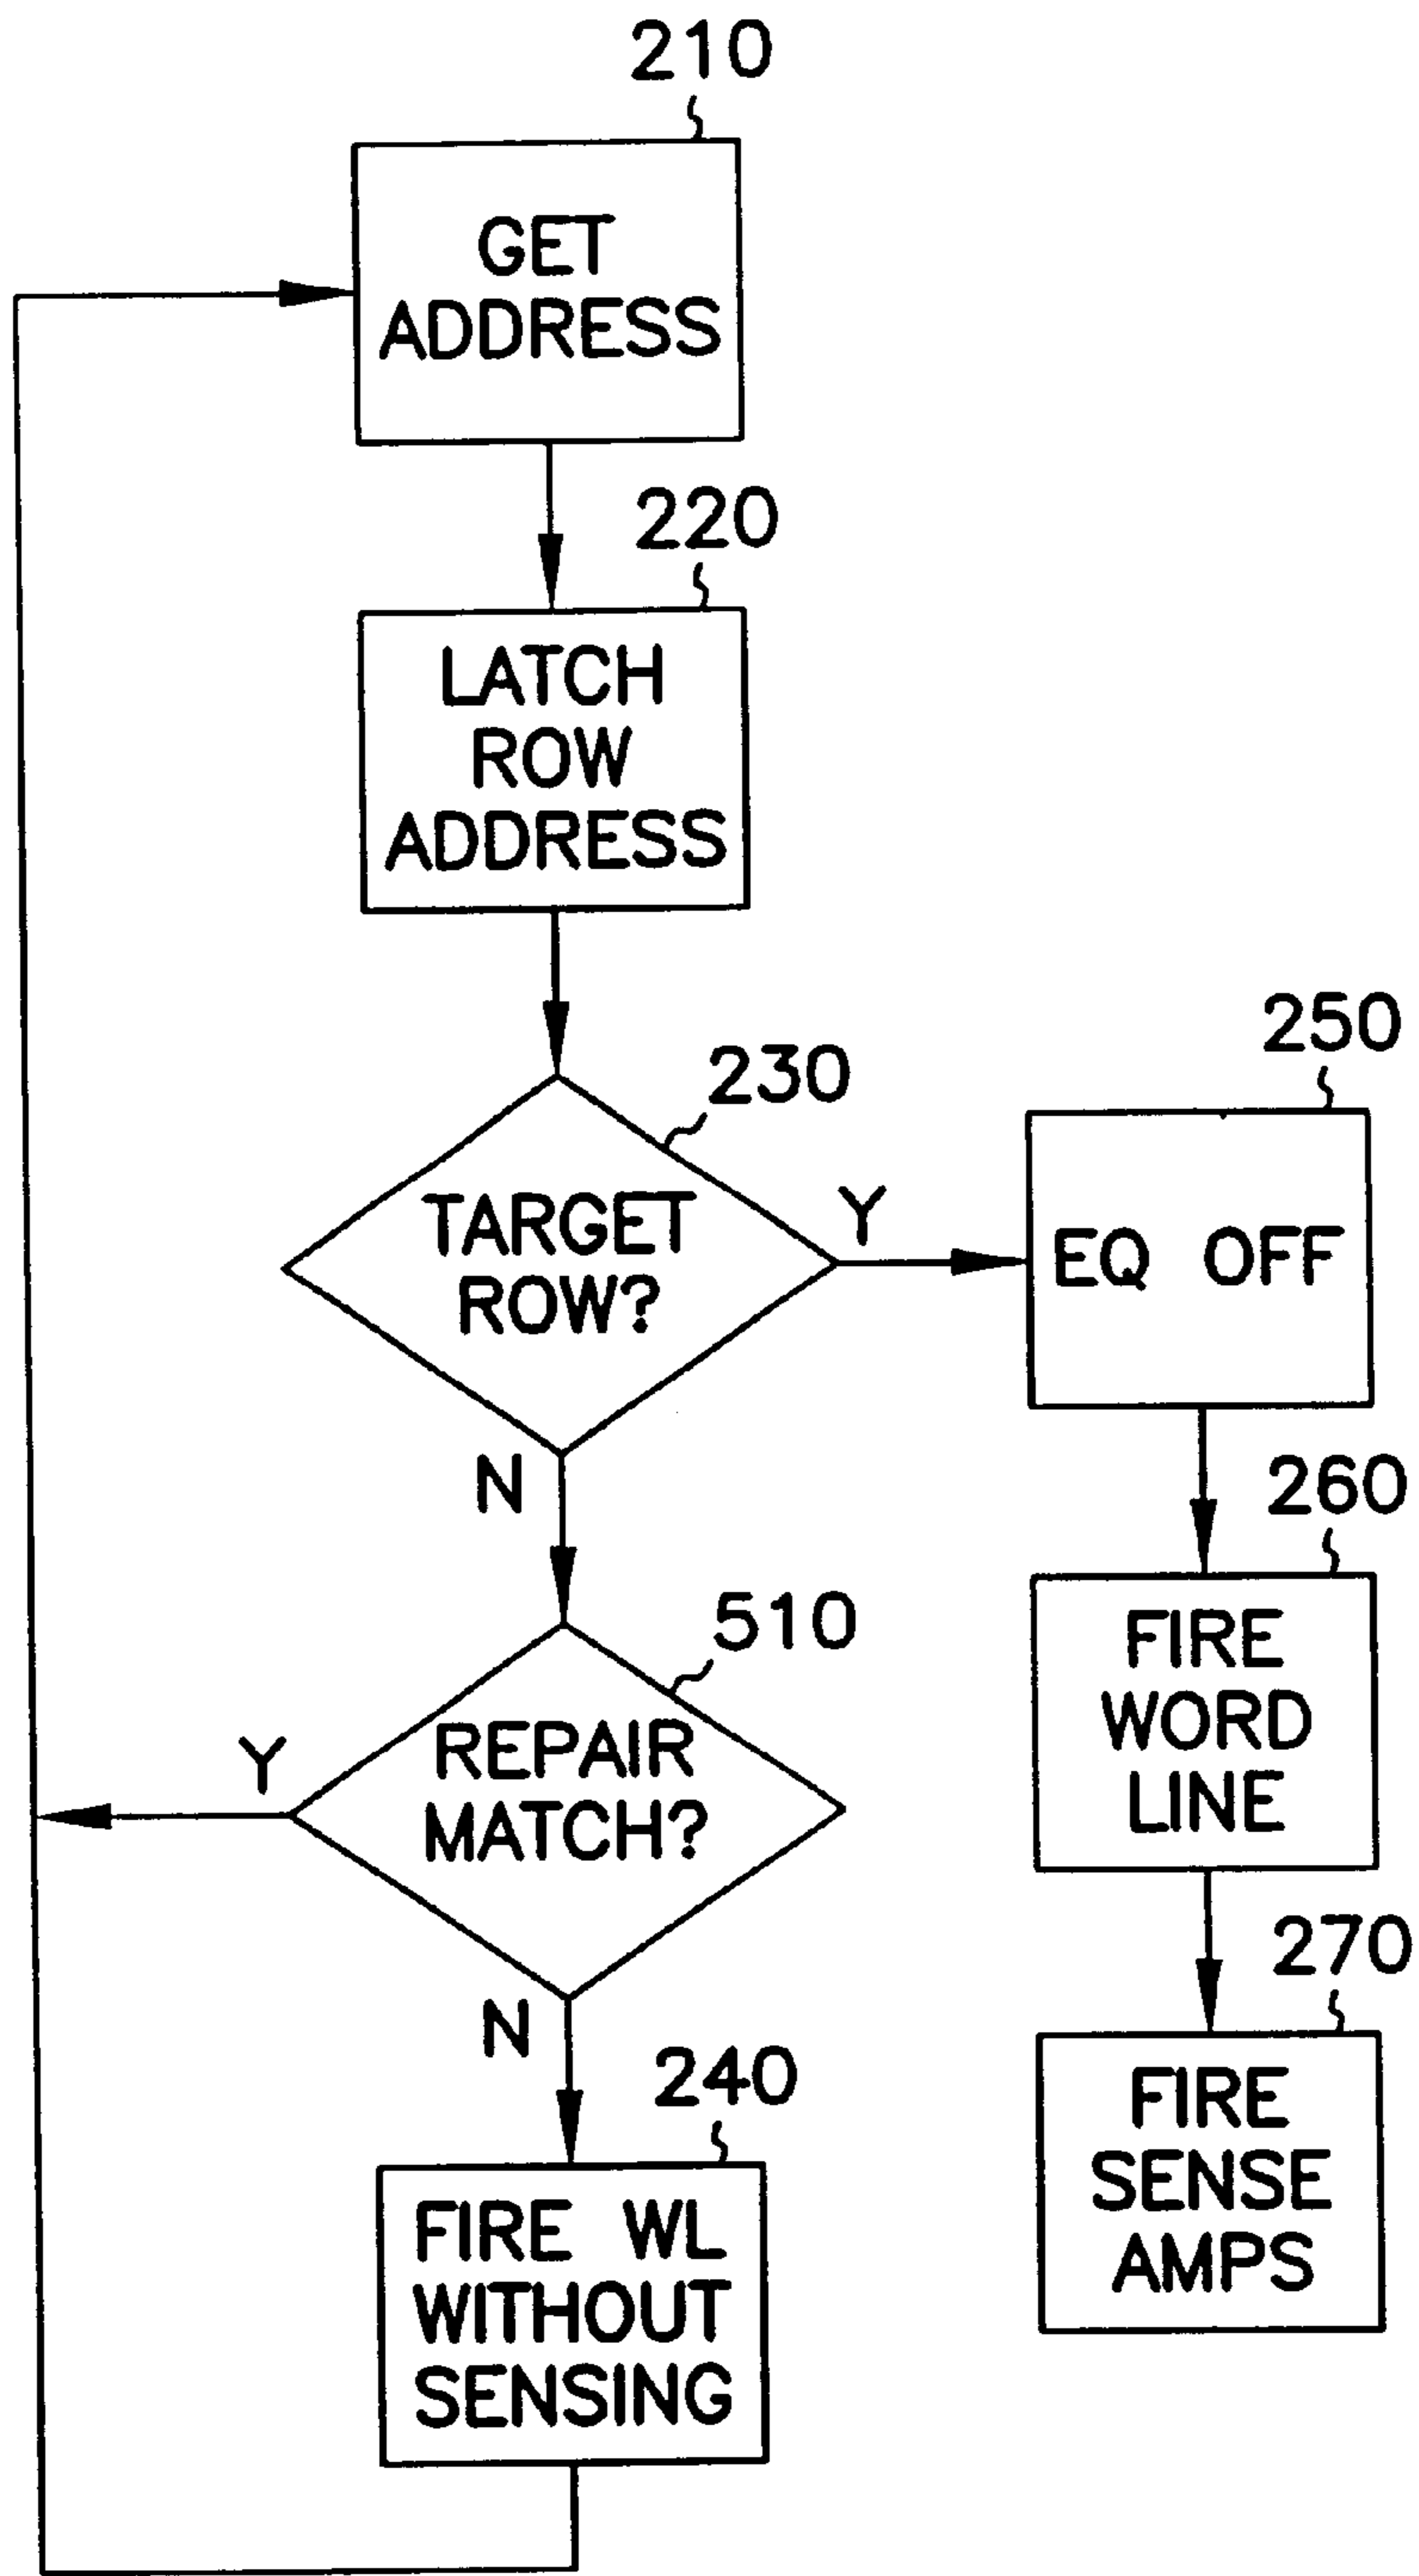 210
GET
ADDRESS
220
LATCH
ROW
ADDRESS
230
TARGET
ROW?
Y
N
250
EQ OFF
260
FIRE
WORD
LINE
270
FIRE
SENSE
AMPS
510
REPAIR
MATCH?
Y
N
240
FIRE WL
WITHOUT
SENSING